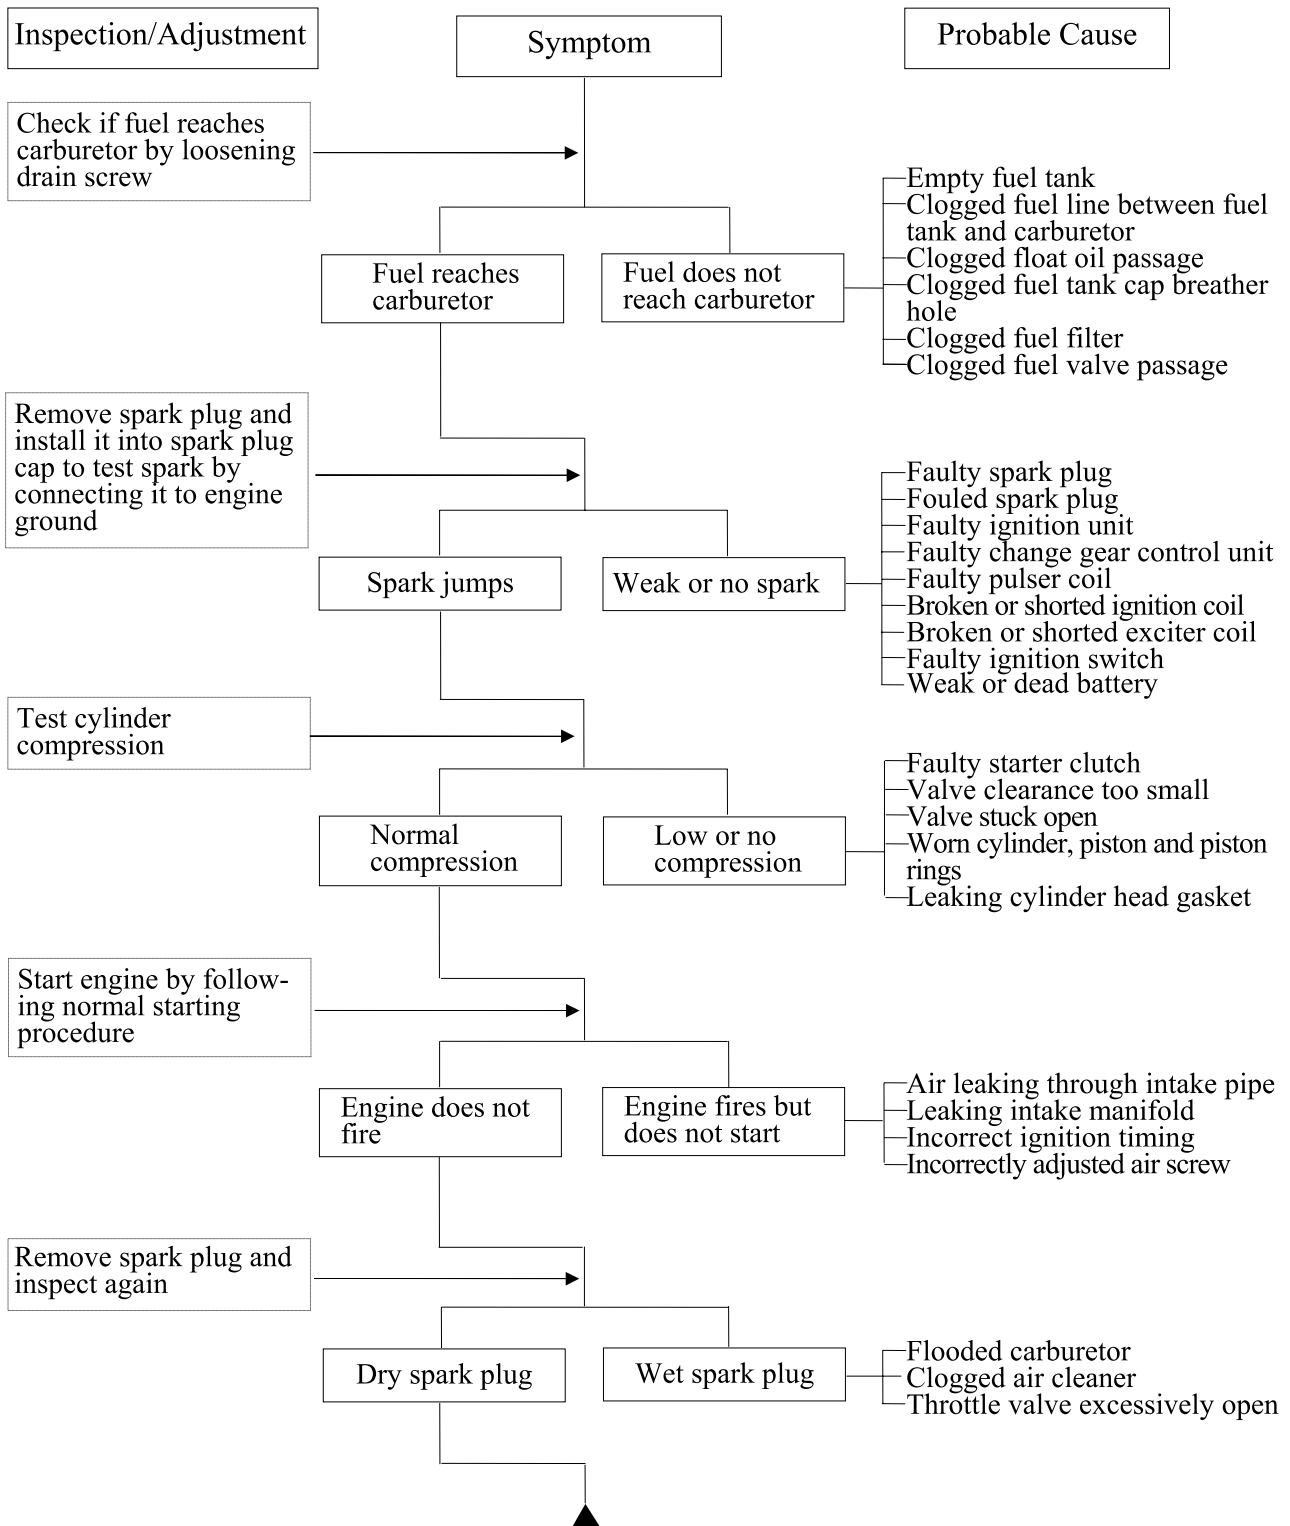 Inspection/Adjustment
Symptom
Probable Cause
Check if fuel reaches
carburetor by loosening
drain screw
Fuel reaches
carburetor
Fuel does not
reach carburetor
Empty fuel tank
Clogged fuel line between fuel
tank and carburetor
Clogged float oil passage
Clogged fuel tank cap breather
hole
Clogged fuel filter
Clogged fuel valve passage
Remove spark plug and
install it into spark plug
cap to test spark by
connecting it to engine
ground
Spark jumps
Weak or no spark
Faulty spark plug
Fouled spark plug
Faulty ignition unit
Faulty change gear control unit
Faulty pulser coil
Broken or shorted ignition coil
Broken or shorted exciter coil
Faulty ignition switch
Weak or dead battery
Test cylinder
compression
Normal
compression
Low or no
compression
Faulty starter clutch
Valve clearance too small
Valve stuck open
Worn cylinder, piston and piston
rings
Leaking cylinder head gasket
Start engine by follow-
ing normal starting
procedure
Engine does not
fire
Engine fires but
does not start
Air leaking through intake pipe
Leaking intake manifold
Incorrect ignition timing
Incorrectly adjusted air screw
Remove spark plug and
inspect again
Dry spark plug
Wet spark plug
Flooded carburetor
Clogged air cleaner
Throttle valve excessively open